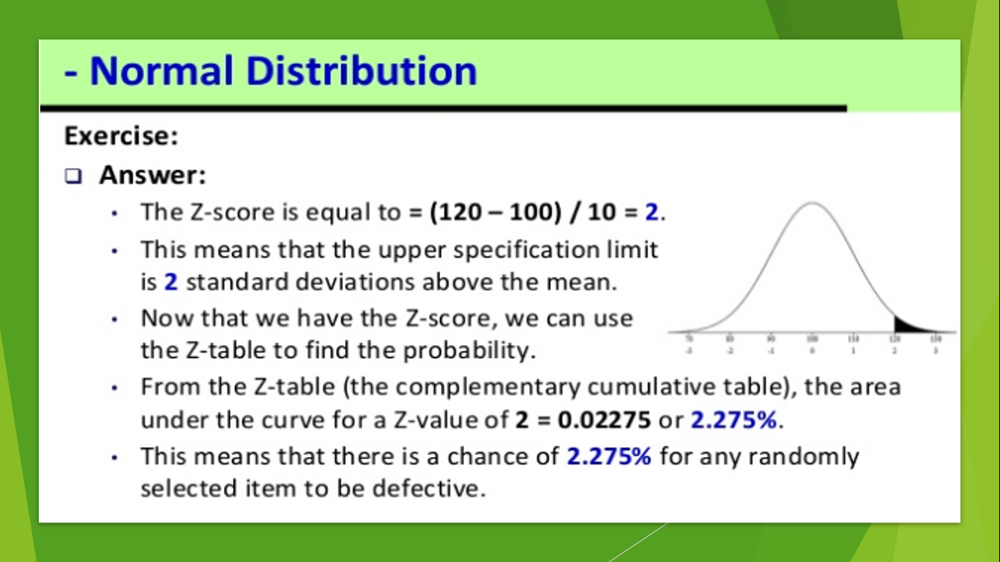 - Normal Distribution
Exercise:
❑ Answer:
• The Z-score is equal to = (120 – 100) / 10 = 2.
• This means that the upper specification limit
is 2 standard deviations above the mean.
• Now that we have the Z-score, we can use
the Z-table to find the probability.
70 80 90 100 110 120 130
-3 -2 -1 0 1 2 3
• From the Z-table (the complementary cumulative table), the area
under the curve for a Z-value of 2 = 0.02275 or 2.275%.
• This means that there is a chance of 2.275% for any randomly
selected item to be defective.